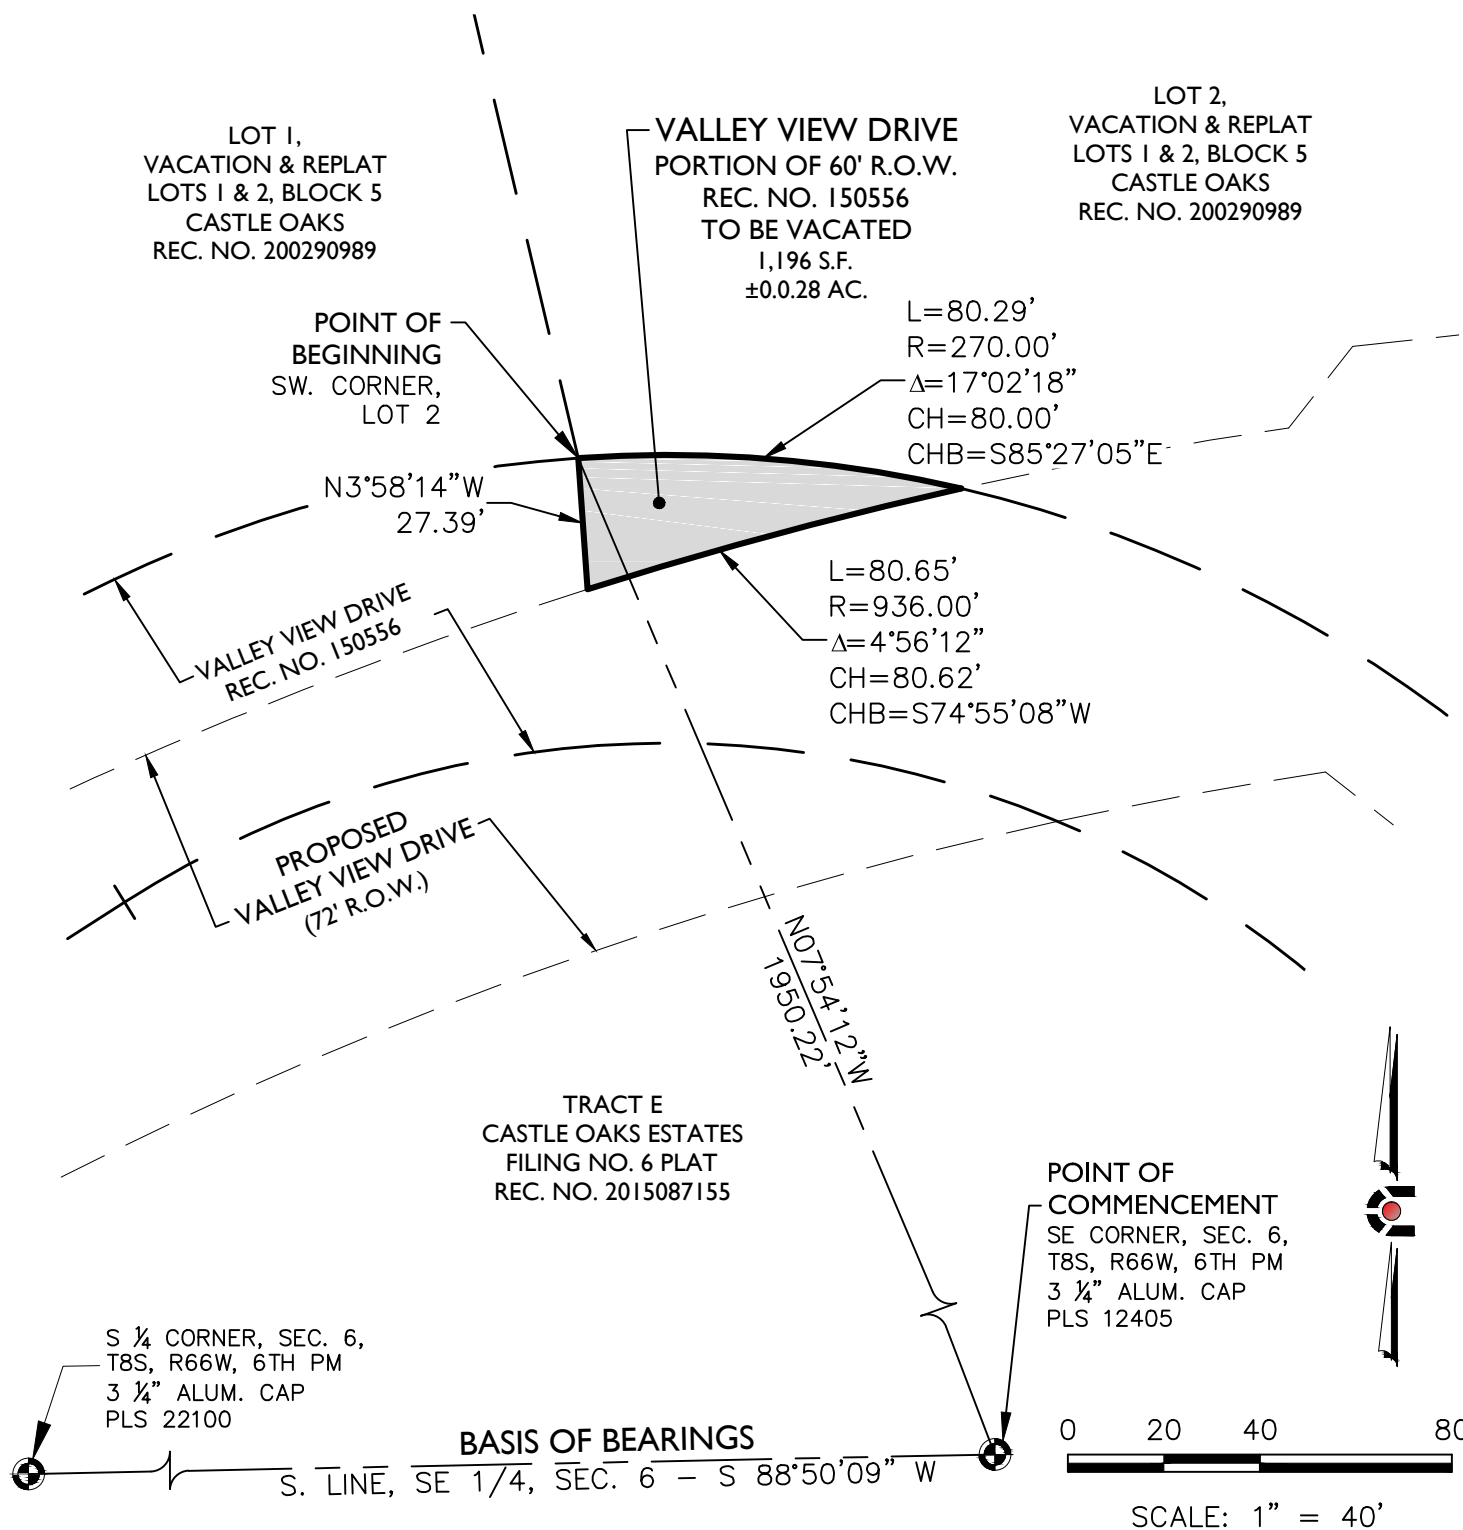 LOT 1,
VACATION & REPLAT
LOTS 1 & 2, BLOCK 5
CASTLE OAKS
REC. NO. 200290989
VALLEY VIEW DRIVE
PORTION OF 60' R.O.W.
REC. NO. 150556
TO BE VACATED
1,196 S.F.
±0.0.28 AC.
LOT 2,
VACATION & REPLAT
LOTS 1 & 2, BLOCK 5
CASTLE OAKS
REC. NO. 200290989
POINT OF
BEGINNING
SW. CORNER,
LOT 2
L=80.29'
R=270.00'
Δ=17°02'18"
CH=80.00'
CHB=S85°27'05"E
N3°58'14"W
27.39'
L=80.65'
R=936.00'
Δ=4°56'12"
CH=80.62'
CHB=S74°55'08"W
VALLEY VIEW DRIVE
REC. NO. 150556
PROPOSED
VALLEY VIEW DRIVE
(72' R.O.W.)
N07°54'12"W
1950.22'
TRACT E
CASTLE OAKS ESTATES
FILING NO. 6 PLAT
REC. NO. 2015087155
POINT OF
COMMENCEMENT
SE CORNER, SEC. 6,
T8S, R66W, 6TH PM
3 ¼" ALUM. CAP
PLS 12405
S ¼ CORNER, SEC. 6,
T8S, R66W, 6TH PM
3 ¼" ALUM. CAP
PLS 22100
BASIS OF BEARINGS
S. LINE, SE 1/4, SEC. 6 - S 88°50'09" W
0 20 40 80
SCALE: 1" = 40'